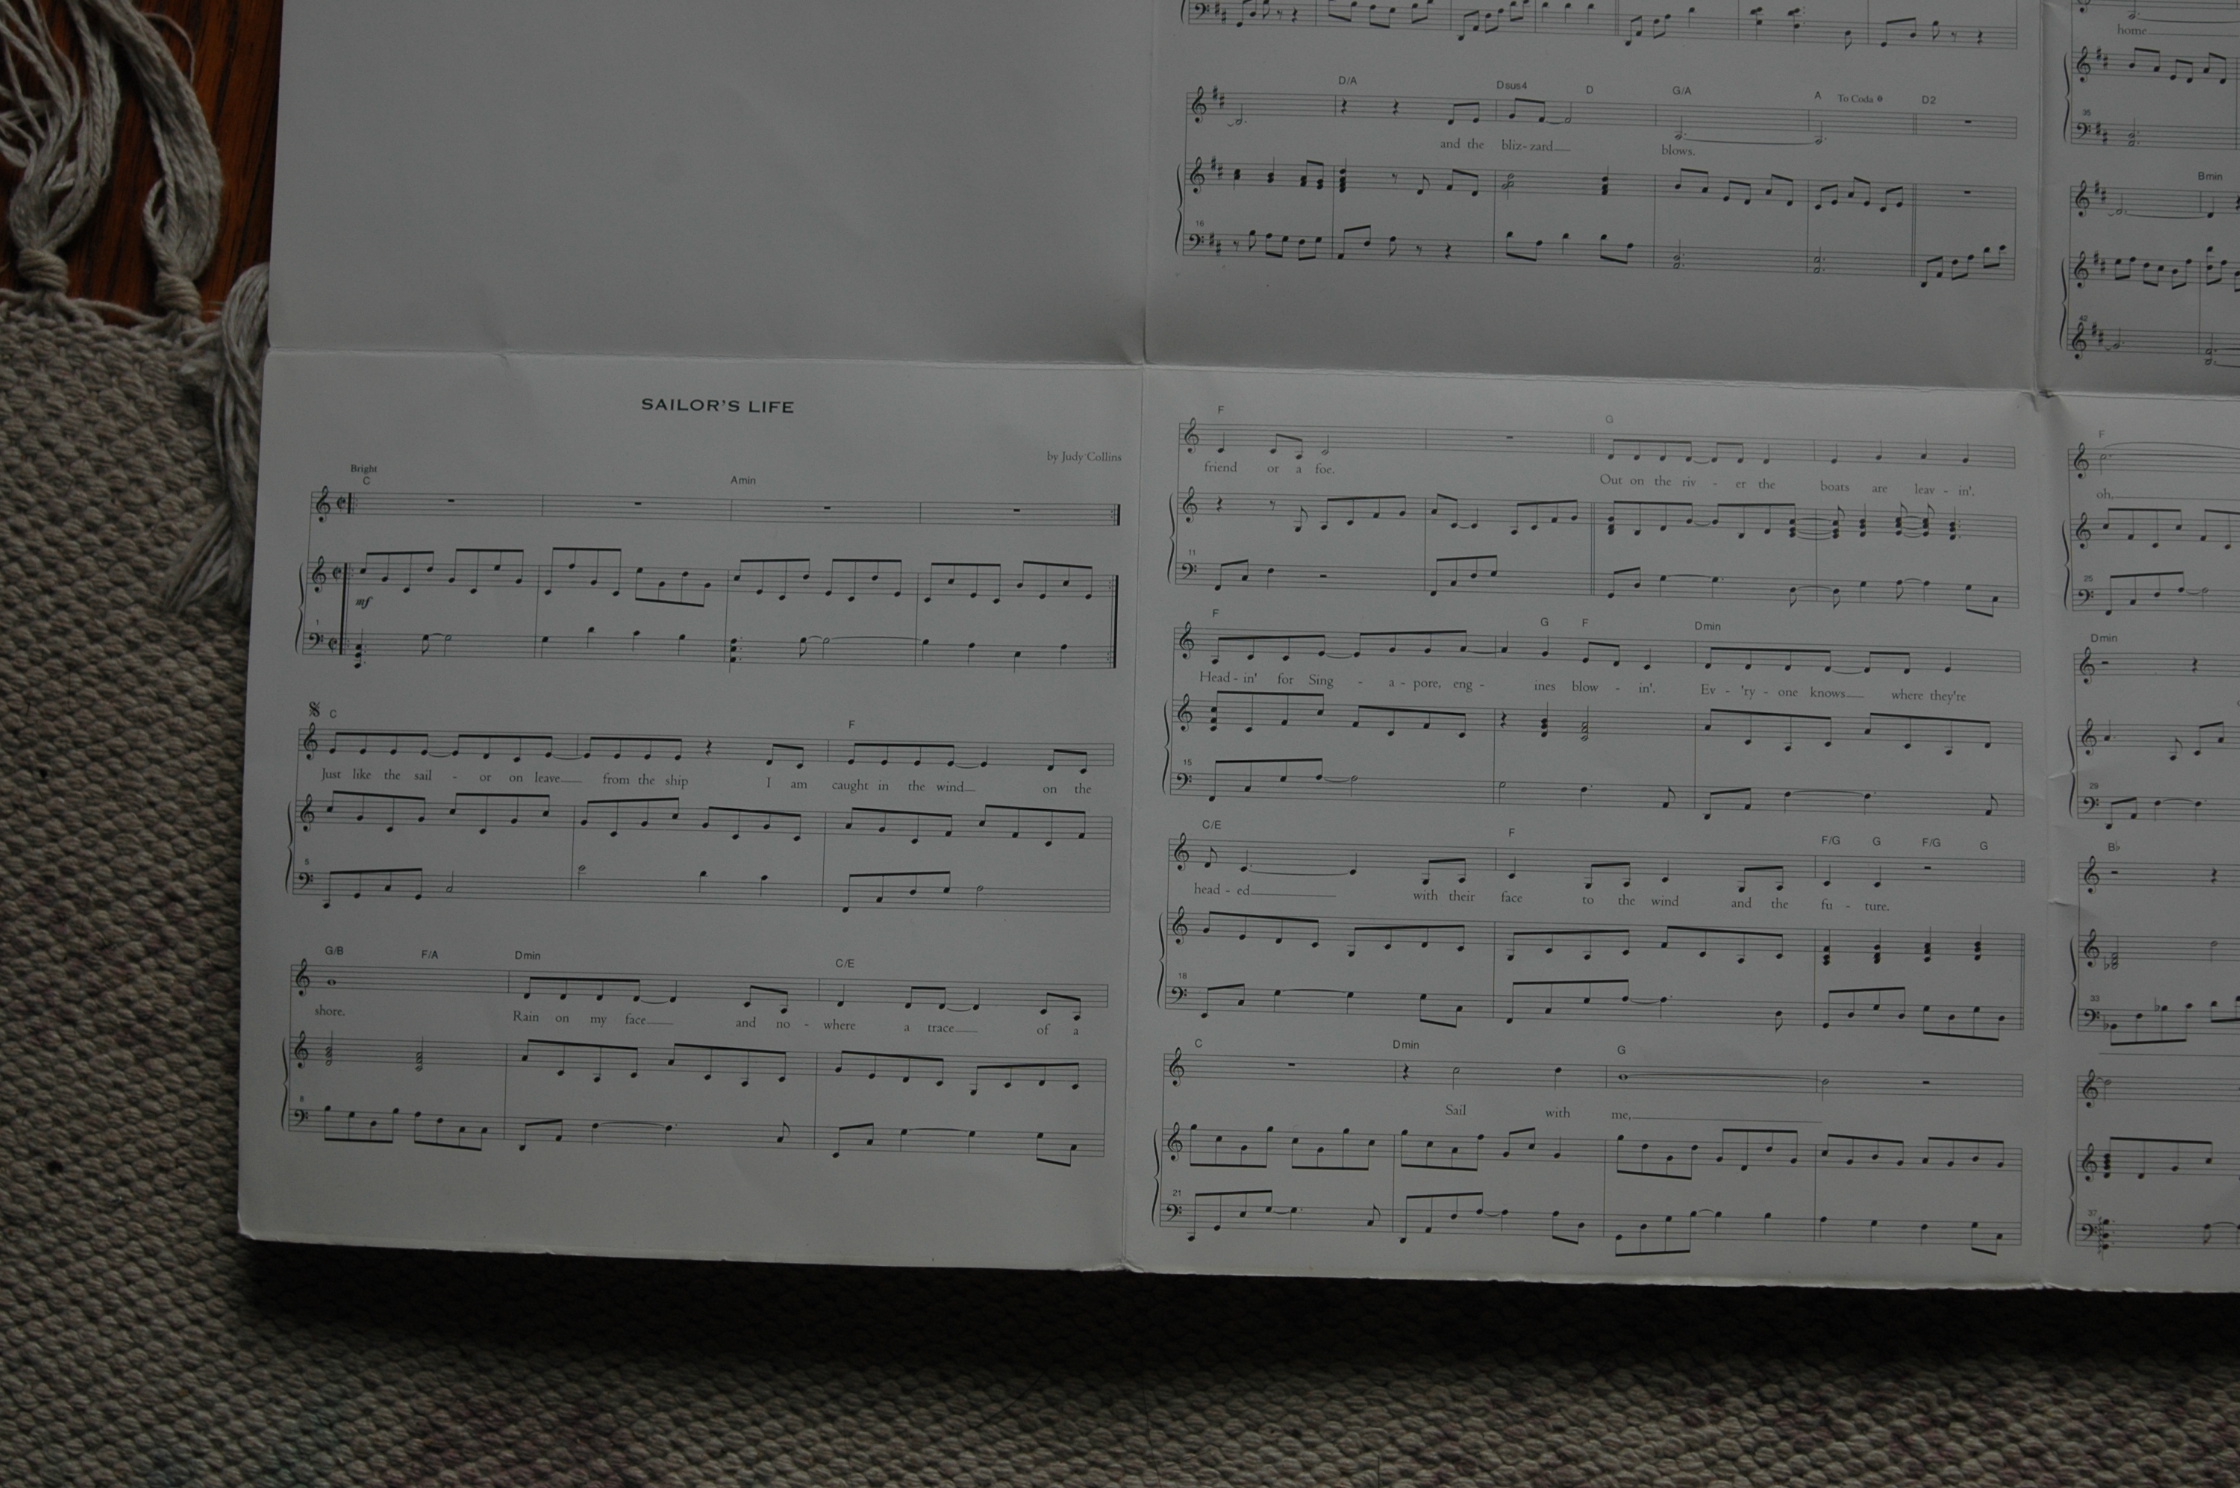 D/A Dsus4 D G/A A To Coda D2
and the bliz-zard blows.
16
SAILOR'S LIFE
by Judy Collins
Bright
C Amin
mf
1
C F
Just like the sail - or on leave from the ship I am caught in the wind on the
5
G/B F/A Dmin C/E
shore. Rain on my face and no - where a trace of a
8
F G
friend or a foe. Out on the riv - er the boats are leav - in'.
11
F G F Dmin
Head - in' for Sing - a - pore, eng - ines blow - in'. Ev - 'ry - one knows where they're
15
C/E F F/G G F/G G
head - ed with their face to the wind and the fu - ture.
18
C Dmin G
Sail with me,
21
home
35
Bmin
42
F
oh.
25
Dmin
29
B♭
33
37